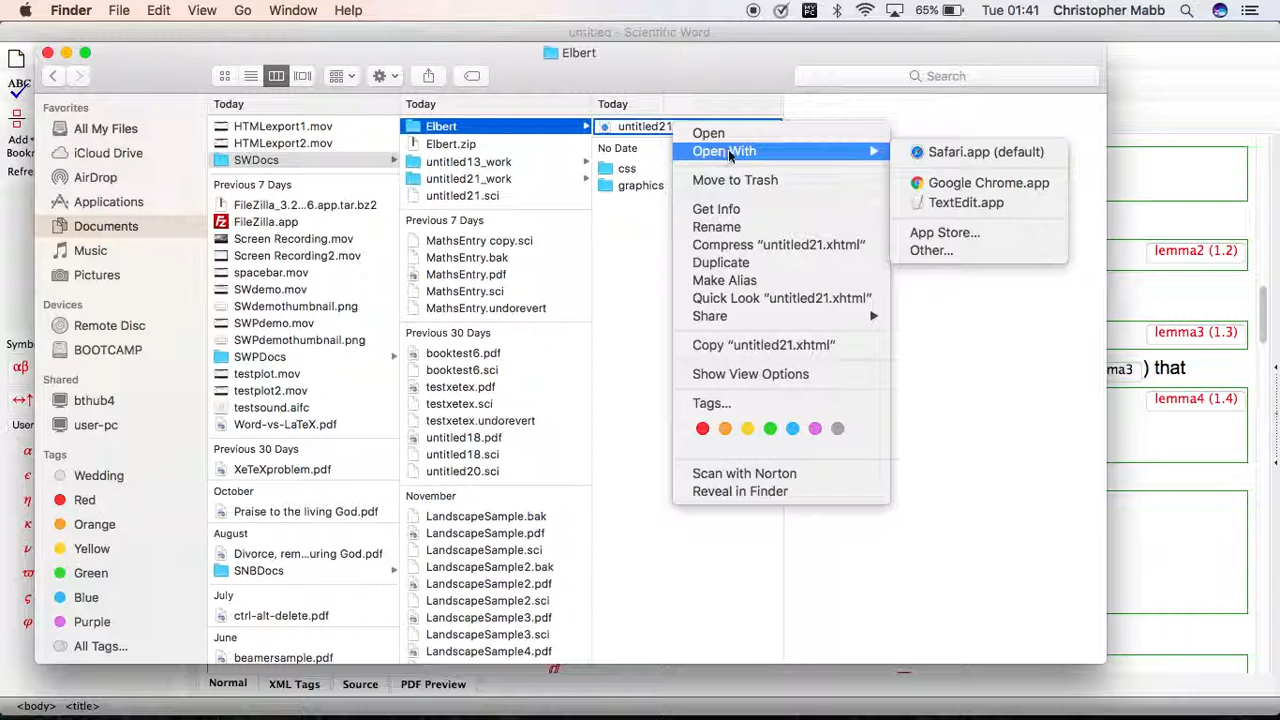 Finder File Edit View Go Window Help 65% Tue 01:41 Christopher Mabb
untitled - Scientific Word
Elbert
Search
ABC
Add
Book
Refre
Symb
αβ
User
α
ϵ
η
κ
ν
ϖ
ς
φ
Favorites
All My Files
iCloud Drive
AirDrop
Applications
Documents
Music
Pictures
Devices
Remote Disc
BOOTCAMP
Shared
bthub4
user-pc
Tags
Wedding
Red
Orange
Yellow
Green
Blue
Purple
All Tags...
Today
HTMLexport1.mov
HTMLexport2.mov
SWDocs
Previous 7 Days
FileZilla_3.2...6.app.tar.bz2
FileZilla.app
Screen Recording.mov
Screen Recording2.mov
spacebar.mov
SWdemo.mov
SWdemothumbnail.png
SWPdemo.mov
SWPdemothumbnail.png
SWPDocs
testplot.mov
testplot2.mov
testsound.aifc
Word-vs-LaTeX.pdf
Previous 30 Days
XeTeXproblem.pdf
October
Praise to the living God.pdf
August
Divorce, rem...uring God.pdf
SNBDocs
July
ctrl-alt-delete.pdf
June
beamersample.pdf
Today
Elbert
Elbert.zip
untitled13_work
untitled21_work
untitled21.sci
Previous 7 Days
MathsEntry copy.sci
MathsEntry.bak
MathsEntry.pdf
MathsEntry.sci
MathsEntry.undorevert
Previous 30 Days
booktest6.pdf
booktest6.sci
testxetex.pdf
testxetex.sci
testxetex.undorevert
untitled18.pdf
untitled18.sci
untitled20.sci
November
LandscapeSample.bak
LandscapeSample.pdf
LandscapeSample.sci
LandscapeSample2.bak
LandscapeSample2.pdf
LandscapeSample2.sci
LandscapeSample3.pdf
LandscapeSample3.sci
LandscapeSample4.pdf
Today
untitled21
No Date
css
graphics
Open
Open With
Move to Trash
Get Info
Rename
Compress “untitled21.xhtml”
Duplicate
Make Alias
Quick Look “untitled21.xhtml”
Share
Copy “untitled21.xhtml”
Show View Options
Tags...
Scan with Norton
Reveal in Finder
Safari.app (default)
Google Chrome.app
TextEdit.app
App Store...
Other...
lemma2 (1.2)
lemma3 (1.3)
ma3 ) that
lemma4 (1.4)
Normal XML Tags Source PDF Preview
<body> <title>